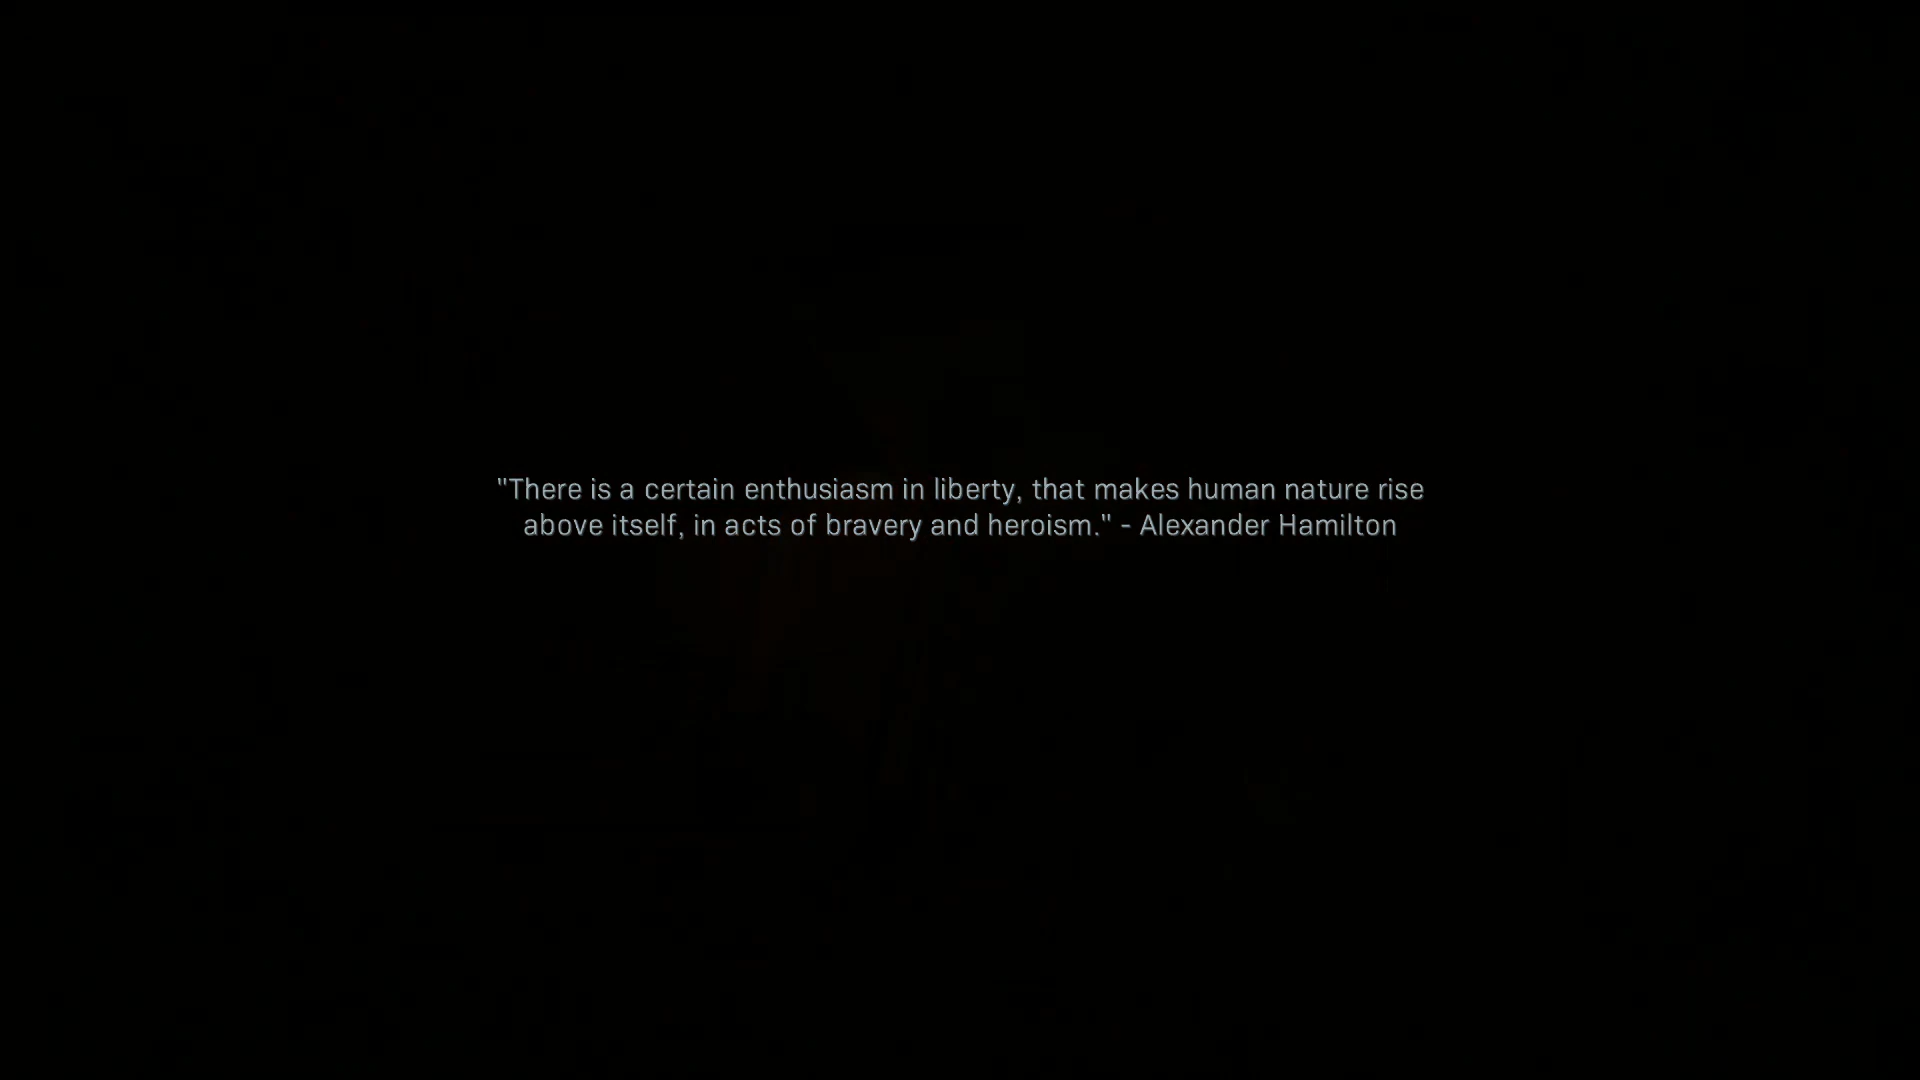 "There is a certain enthusiasm in liberty, that makes human nature rise
above itself, in acts of bravery and heroism." - Alexander Hamilton